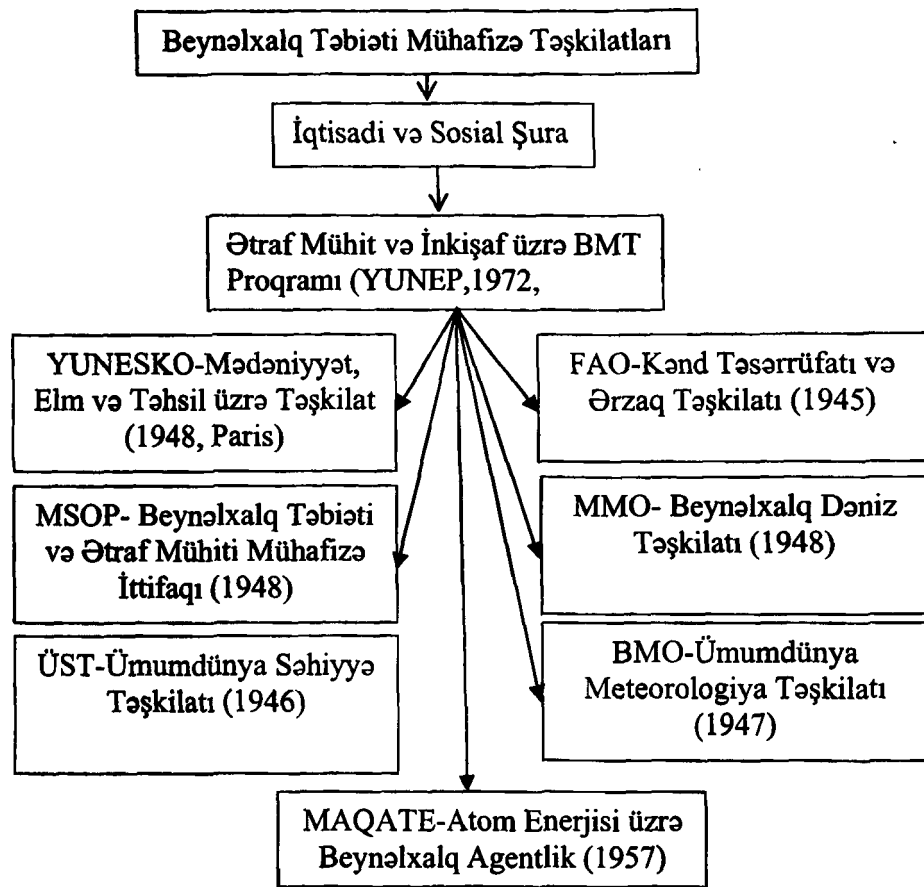 Beynəlxalq Təbiəti Mühafizə Təşkilatları
İqtisadi və Sosial Şura
Ətraf Mühit və İnkişaf üzrə BMT
Proqramı (YUNEP,1972,
YUNESKO-Mədəniyyət,
Elm və Təhsil üzrə Təşkilat
(1948, Paris)
FAO-Kənd Təsərrüfatı və
Ərzaq Təşkilatı (1945)
MSOP- Beynəlxalq Təbiəti
və Ətraf Mühiti Mühafizə
İttifaqı (1948)
MMO- Beynəlxalq Dəniz
Təşkilatı (1948)
ÜST-Ümumdünya Səhiyyə
Təşkilatı (1946)
BMO-Ümumdünya
Meteorologiya Təşkilatı
(1947)
MAQATE-Atom Enerjisi üzrə
Beynəlxalq Agentlik (1957)